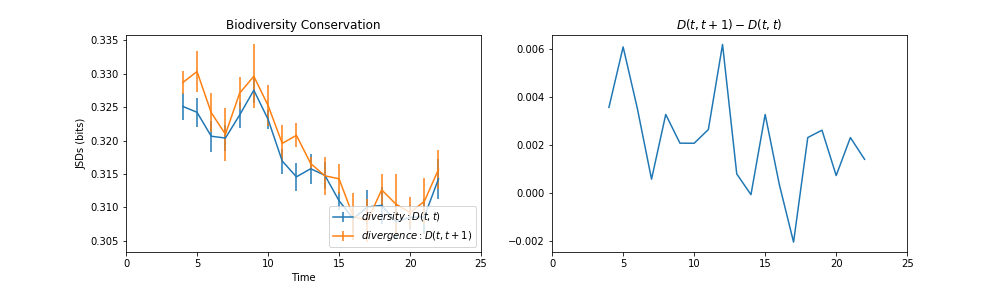 Biodiversity Conservation
JSDs (bits)
0.335
0.330
0.325
0.320
0.315
0.310
0.305
0 5 10 15 20 25
Time
diversity: D(t, t)
divergence: D(t, t+1)
D(t, t+1) − D(t, t)
0.006
0.004
0.002
0.000
−0.002
0 5 10 15 20 25